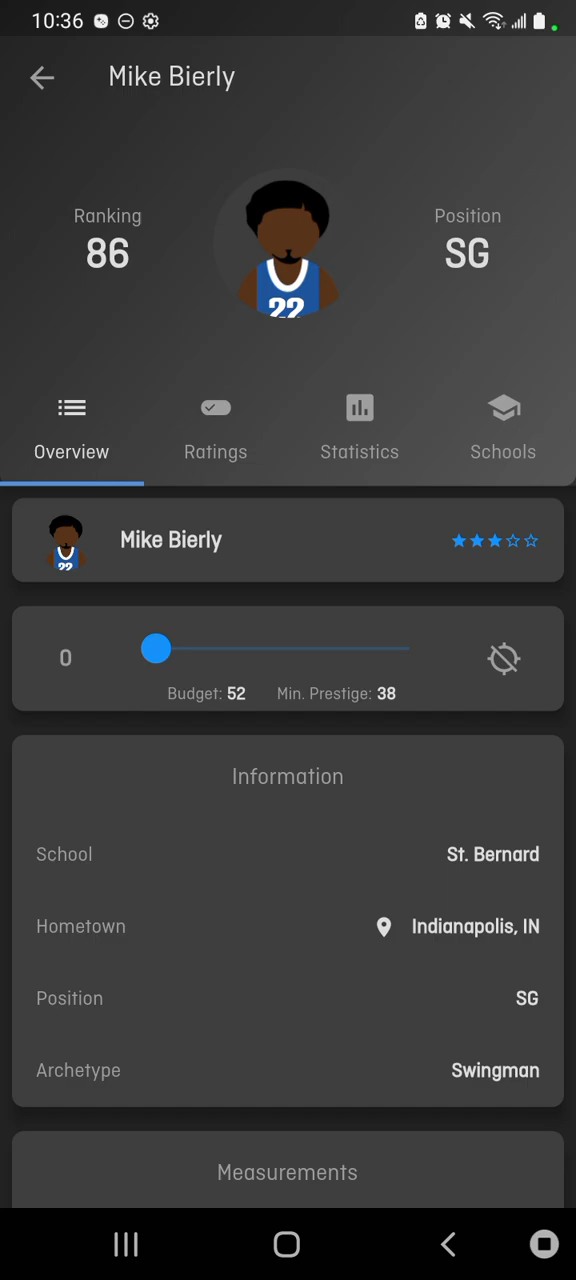 10:36
Mike Bierly
Ranking
86
22
Position
SG
Overview
Ratings
Statistics
Schools
22
Mike Bierly
0
Budget: 52 Min. Prestige: 38
Information
School St. Bernard
Hometown Indianapolis, IN
Position SG
Archetype Swingman
Measurements